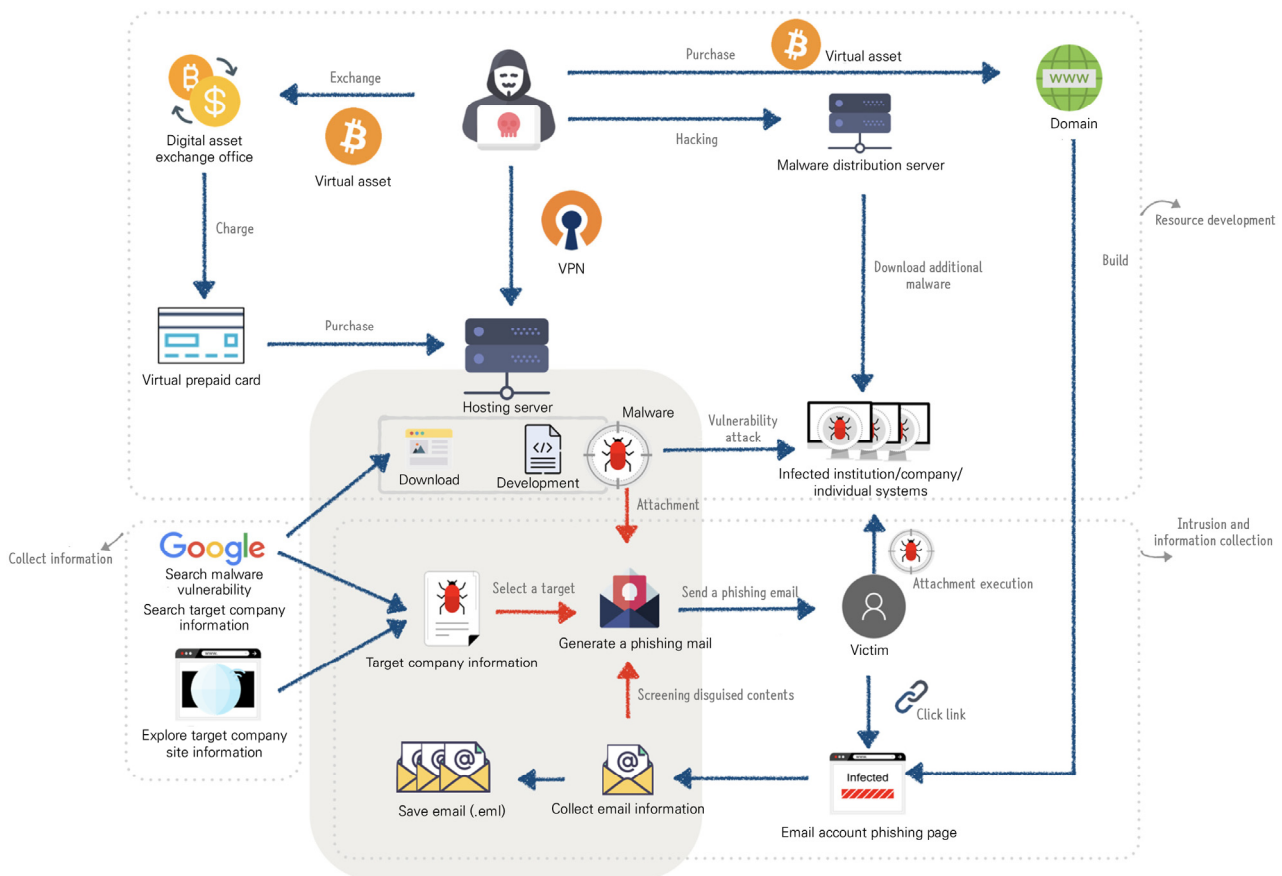 Purchase
Virtual asset
WWW
Domain
Exchange
Digital asset
exchange office
Virtual asset
Hacking
Malware distribution server
Resource development
Charge
VPN
Download additional
malware
Build
Purchase
Virtual prepaid card
Hosting server
Malware
Download
Development
Vulnerability
attack
Infected institution/company/
individual systems
Attachment
Intrusion and
information collection
Collect information
Google
Search malware
vulnerability
Search target company
information
Attachment execution
Select a target
Send a phishing email
Generate a phishing mail
Target company information
Victim
Explore target company
site information
Screening disguised contents
Click link
Infected
Save email (.eml)
Collect email information
Email account phishing page